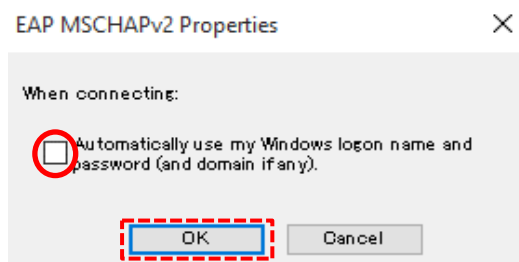 EAP MSCHAPv2 Properties
When connecting:
Automatically use my Windows logon name and
password (and domain if any).
OK Cancel